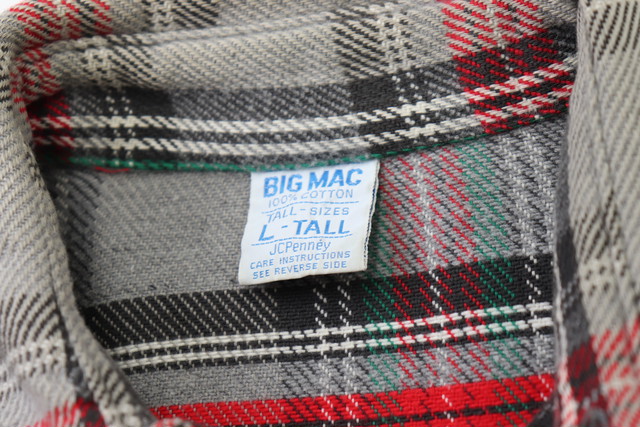 BIG MAC
100% COTTON
TALL-SIZES
L-TALL
JCPenney
CARE INSTRUCTIONS
SEE REVERSE SIDE